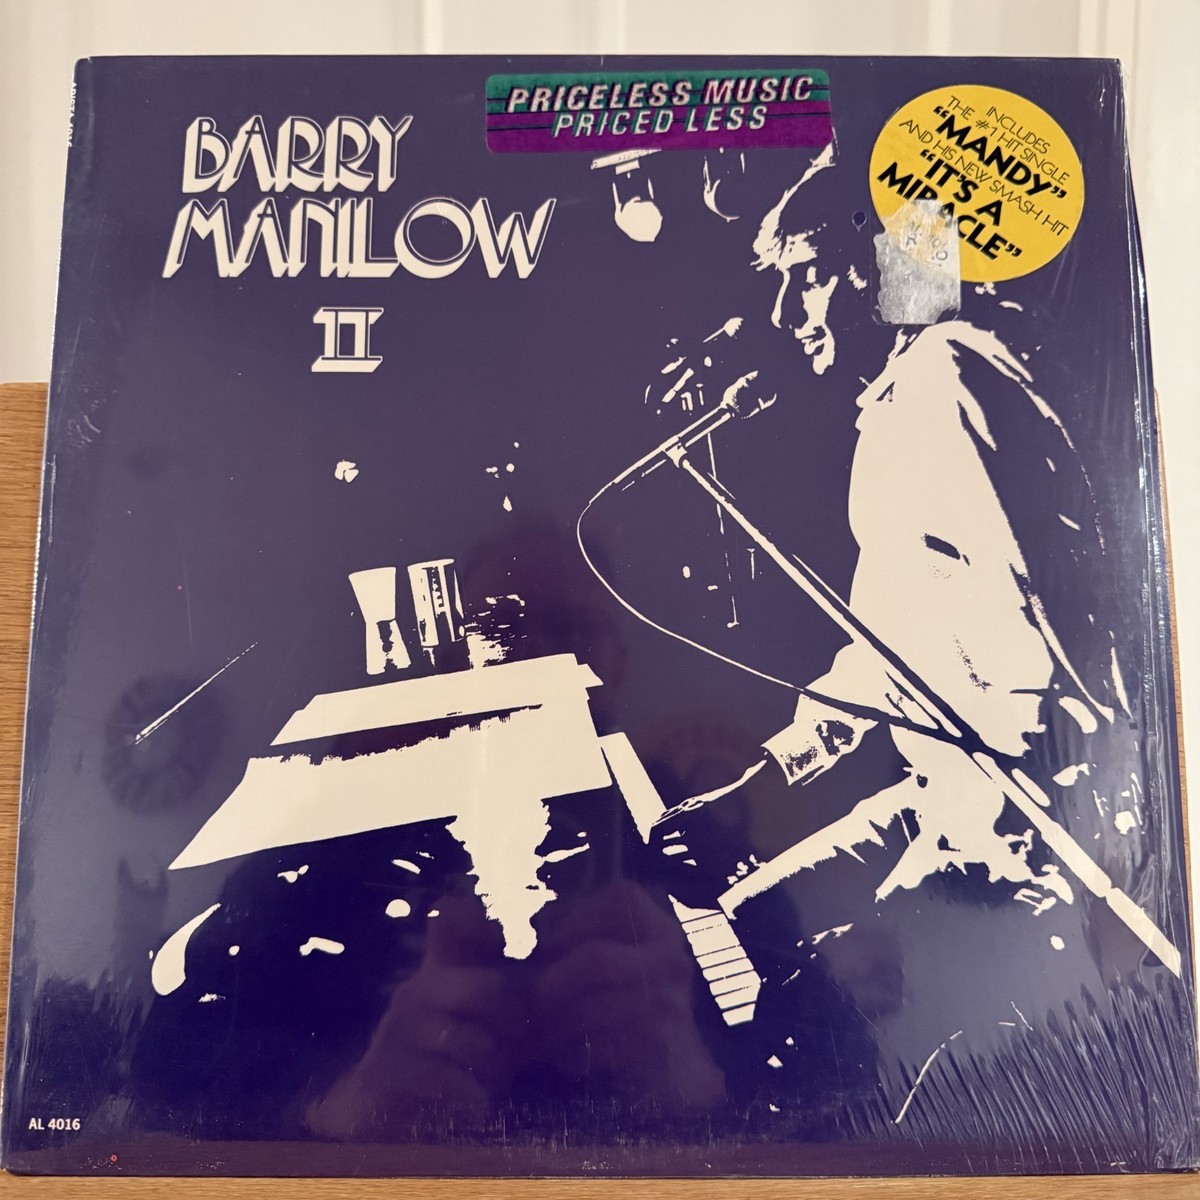 BARRY
MANILOW
II
PRICELESS MUSIC
PRICED LESS
INCLUDES
THE #1 HIT SINGLE
“MANDY”
AND HIS NEW SMASH HIT
“IT'S A
MIRACLE”
AL 4016